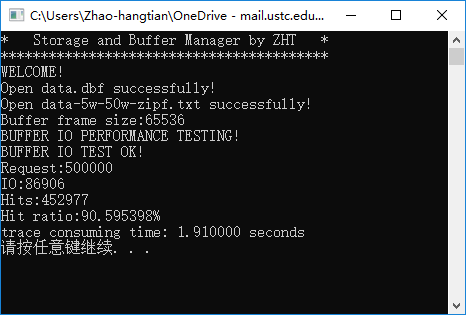 C:\Users\Zhao-hangtian\OneDrive - mail.ustc.edu...
*   Storage and Buffer Manager by ZHT   *
*****************************************
WELCOME!
Open data.dbf successfully!
Open data-5w-50w-zipf.txt successfully!
Buffer frame size:65536
BUFFER IO PERFORMANCE TESTING!
BUFFER IO TEST OK!
Request:500000
IO:86906
Hits:452977
Hit ratio:90.595398%
trace consuming time: 1.910000 seconds
请按任意键继续. . .